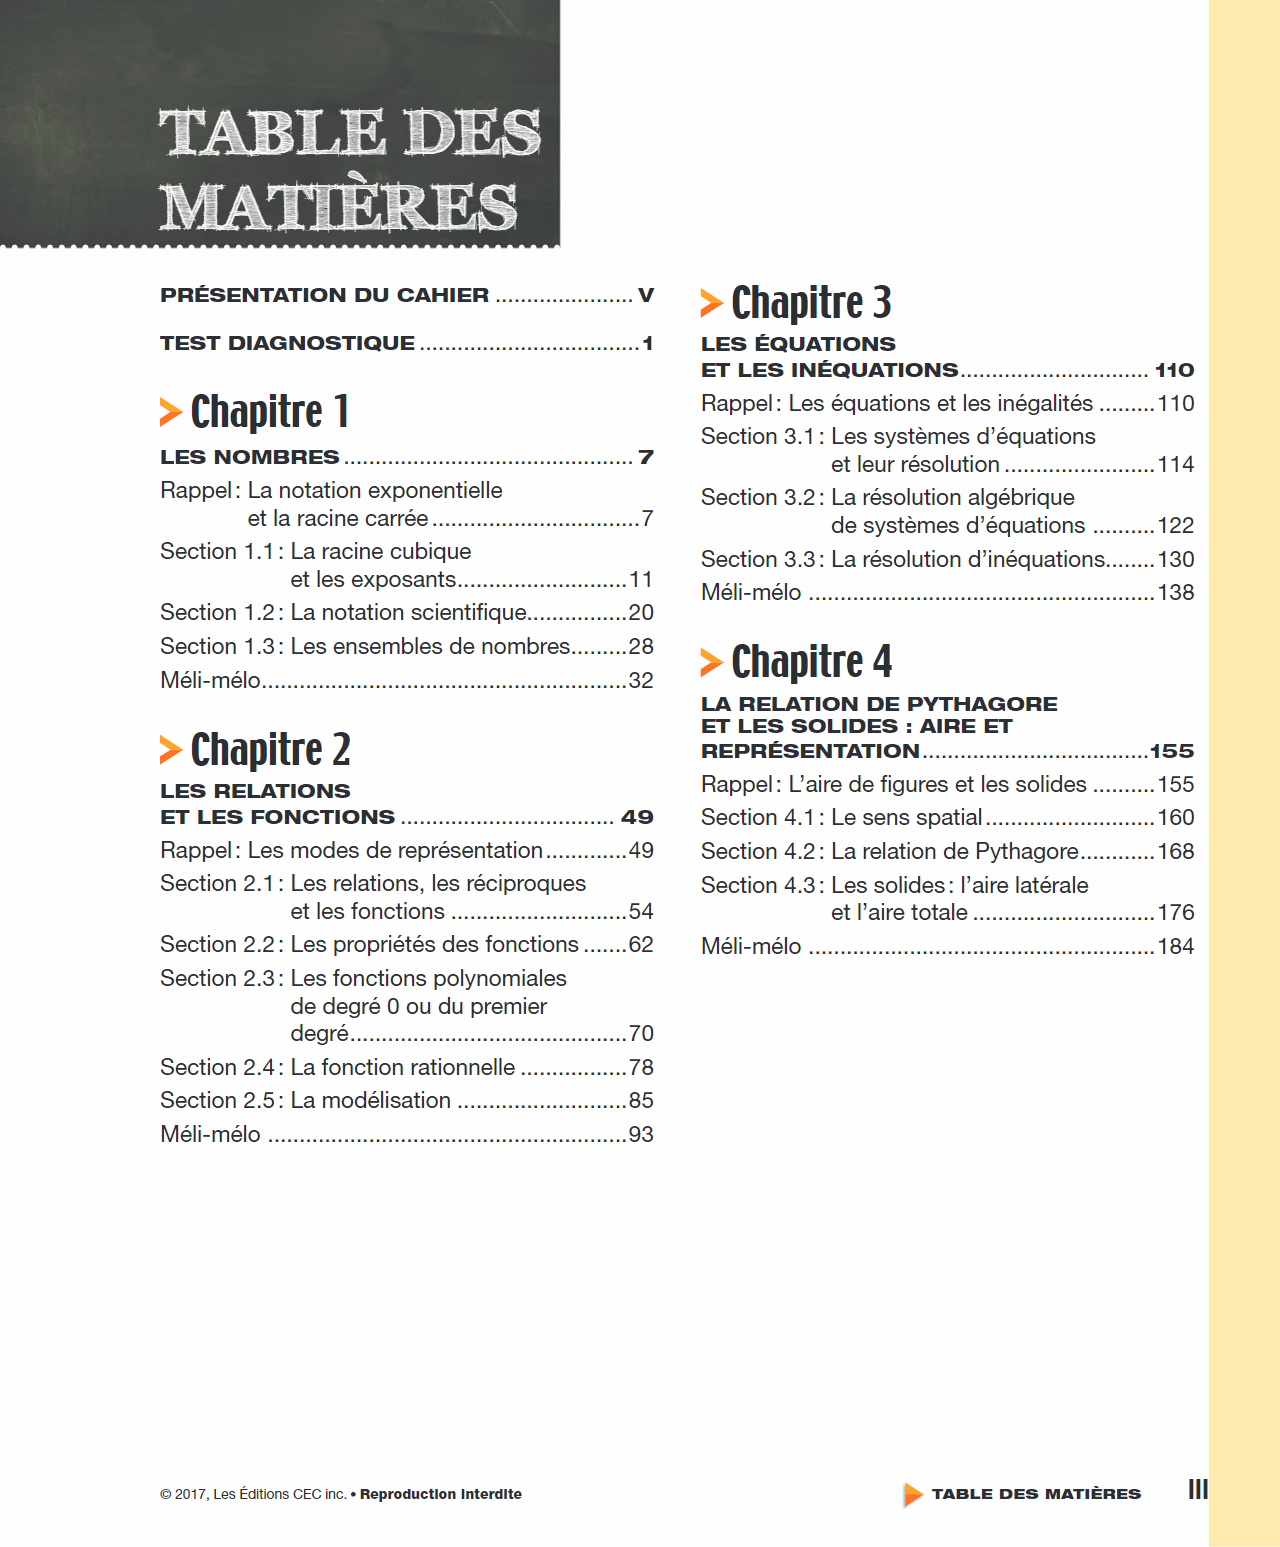 TABLE DES
MATIÈRES
PRÉSENTATION DU CAHIER ...................... V
TEST DIAGNOSTIQUE ................................... 1
Chapitre 1
LES NOMBRES .............................................. 7
Rappel : La notation exponentielle
et la racine carrée ................................. 7
Section 1.1 : La racine cubique
et les exposants........................... 11
Section 1.2 : La notation scientifique................ 20
Section 1.3 : Les ensembles de nombres......... 28
Méli-mélo.......................................................... 32
Chapitre 2
LES RELATIONS
ET LES FONCTIONS .................................. 49
Rappel : Les modes de représentation ............. 49
Section 2.1 : Les relations, les réciproques
et les fonctions ............................ 54
Section 2.2 : Les propriétés des fonctions ....... 62
Section 2.3 : Les fonctions polynomiales
de degré 0 ou du premier
degré............................................ 70
Section 2.4 : La fonction rationnelle ................. 78
Section 2.5 : La modélisation ........................... 85
Méli-mélo ......................................................... 93
Chapitre 3
LES ÉQUATIONS
ET LES INÉQUATIONS.............................. 110
Rappel : Les équations et les inégalités ......... 110
Section 3.1 : Les systèmes d’équations
et leur résolution ........................ 114
Section 3.2 : La résolution algébrique
de systèmes d’équations .......... 122
Section 3.3 : La résolution d’inéquations........ 130
Méli-mélo ....................................................... 138
Chapitre 4
LA RELATION DE PYTHAGORE
ET LES SOLIDES : AIRE ET
REPRÉSENTATION .................................... 155
Rappel : L’aire de figures et les solides .......... 155
Section 4.1 : Le sens spatial ........................... 160
Section 4.2 : La relation de Pythagore............ 168
Section 4.3 : Les solides : l’aire latérale
et l’aire totale ............................. 176
Méli-mélo ....................................................... 184
© 2017, Les Éditions CEC inc. • Reproduction interdite
TABLE DES MATIÈRES III